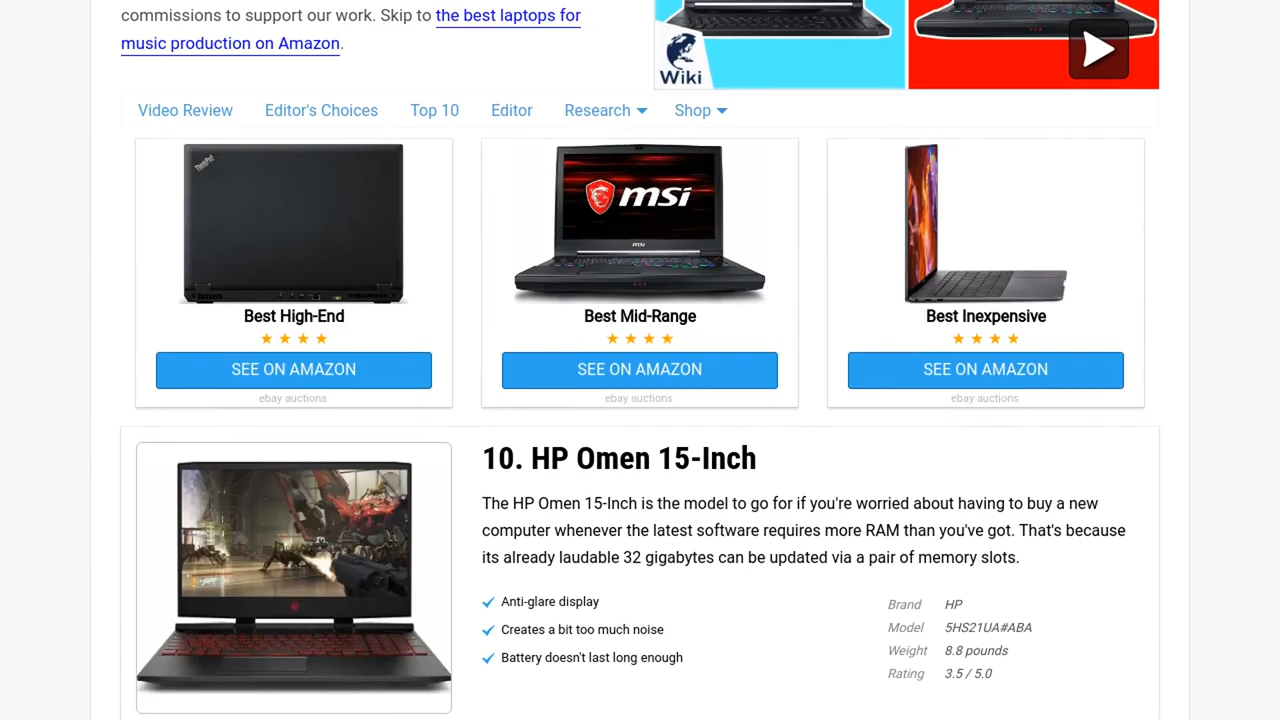 commissions to support our work. Skip to the best laptops for
music production on Amazon.
Wiki
Video Review Editor's Choices Top 10 Editor Research Shop
ThinkPad
msi
msi
Best High-End
Best Mid-Range
Best Inexpensive
★ ★ ★ ★
★ ★ ★ ★
★ ★ ★ ★
SEE ON AMAZON
SEE ON AMAZON
SEE ON AMAZON
ebay auctions
ebay auctions
ebay auctions
10. HP Omen 15-Inch
The HP Omen 15-Inch is the model to go for if you're worried about having to buy a new
computer whenever the latest software requires more RAM than you've got. That's because
its already laudable 32 gigabytes can be updated via a pair of memory slots.
Anti-glare display
Creates a bit too much noise
Battery doesn't last long enough
Brand HP
Model 5HS21UA#ABA
Weight 8.8 pounds
Rating 3.5 / 5.0